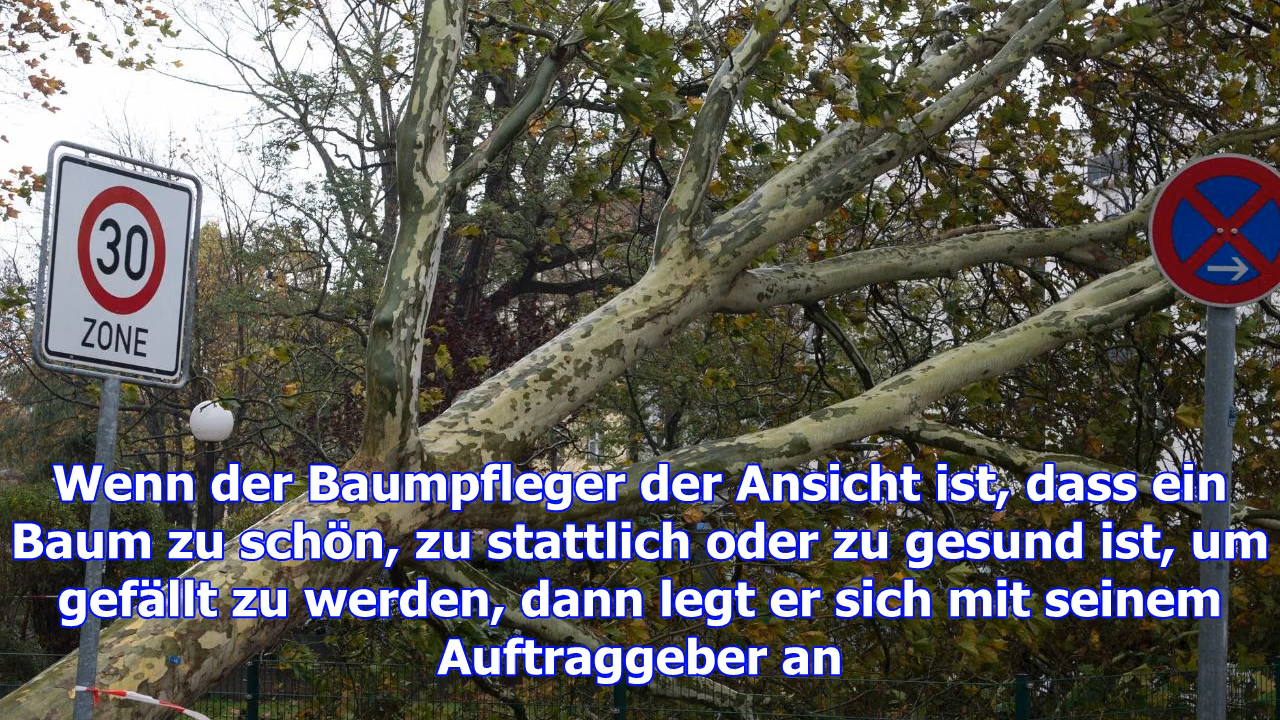 30
ZONE
Wenn der Baumpfleger der Ansicht ist, dass ein
Baum zu schön, zu stattlich oder zu gesund ist, um
gefällt zu werden, dann legt er sich mit seinem
Auftraggeber an